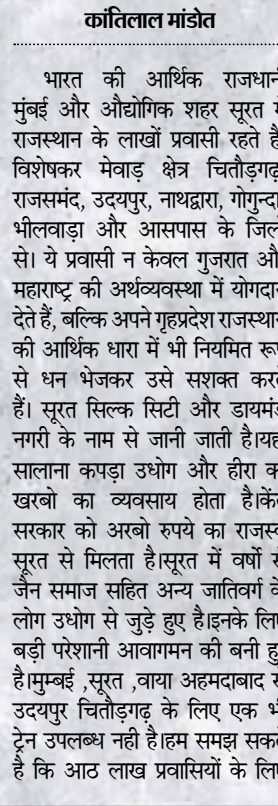 कांतिलाल मांडोत
भारत की आर्थिक राजधानी
मुंबई और औद्योगिक शहर सूरत में
राजस्थान के लाखों प्रवासी रहते है
विशेषकर मेवाड़ क्षेत्र चितौड़गढ़
राजसमंद, उदयपुर, नाथद्वारा, गोगुन्दा
भीलवाड़ा और आसपास के जिलों
से। ये प्रवासी न केवल गुजरात और
महाराष्ट्र की अर्थव्यवस्था में योगदान
देते हैं, बल्कि अपने गृहप्रदेश राजस्थान
की आर्थिक धारा में भी नियमित रूप
से धन भेजकर उसे सशक्त करते
हैं। सूरत सिल्क सिटी और डायमंड
नगरी के नाम से जानी जाती है।यहां
सालाना कपड़ा उधोग और हीरा का
खरबो का व्यवसाय होता है।केंद्र
सरकार को अरबो रुपये का राजस्व
सूरत से मिलता है।सूरत में वर्षो से
जैन समाज सहित अन्य जातिवर्ग के
लोग उधोग से जुड़े हुए है।इनके लिए
बड़ी परेशानी आवागमन की बनी हुई
है।मुम्बई ,सूरत ,वाया अहमदाबाद से
उदयपुर चितौड़गढ़ के लिए एक भी
ट्रेन उपलब्ध नही है।हम समझ सकते
है कि आठ लाख प्रवासियों के लिए